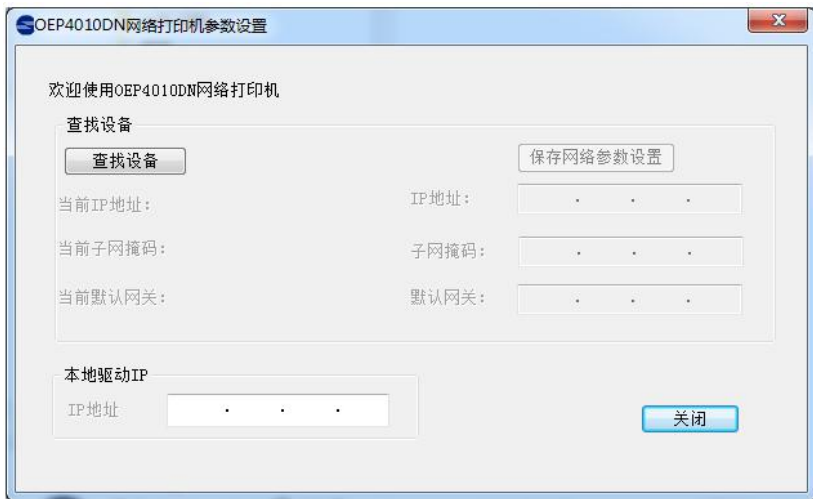 OEP4010DN网络打印机参数设置
欢迎使用OEP4010DN网络打印机
查找设备
查找设备
保存网络参数设置
当前IP地址:
IP地址:
当前子网掩码:
子网掩码:
当前默认网关:
默认网关:
本地驱动IP
IP地址
关闭